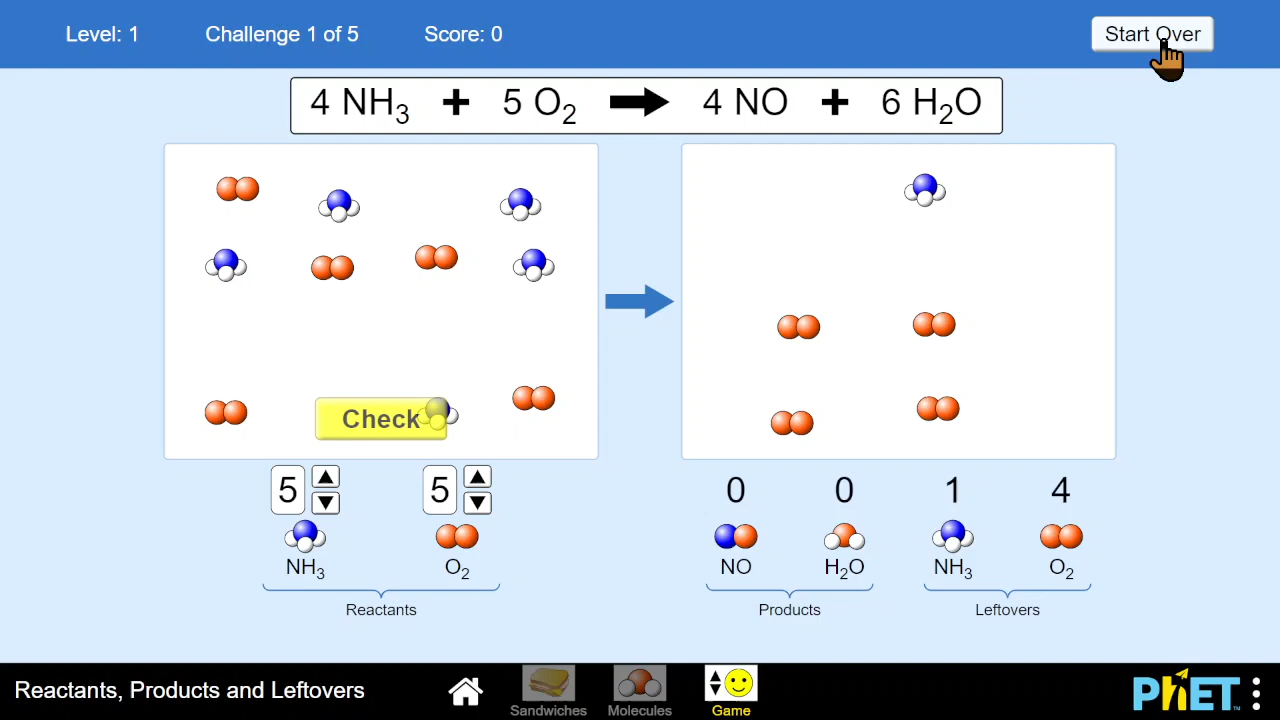 Level: 1 Challenge 1 of 5 Score: 0 Start Over
4 NH₃ + 5 O₂ → 4 NO + 6 H₂O
Check
5 5 0 0 1 4
NH₃ O₂ NO H₂O NH₃ O₂
Reactants Products Leftovers
Reactants, Products and Leftovers
Sandwiches Molecules Game
PhET